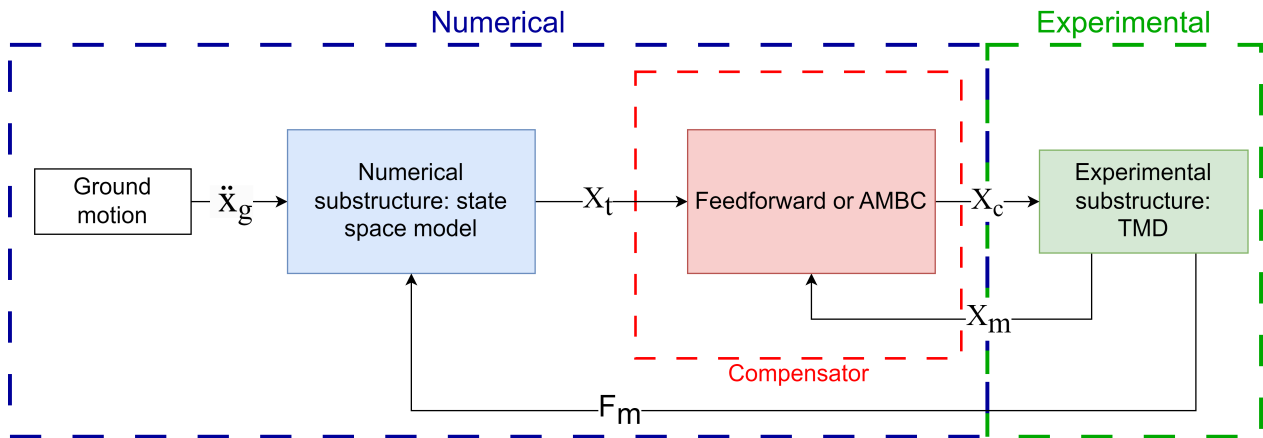 Numerical
Experimental
Ground
motion
ẍg
Numerical
substructure: state
space model
Xt
Feedforward or AMBC
Xc
Experimental
substructure:
TMD
Xm
Compensator
Fm